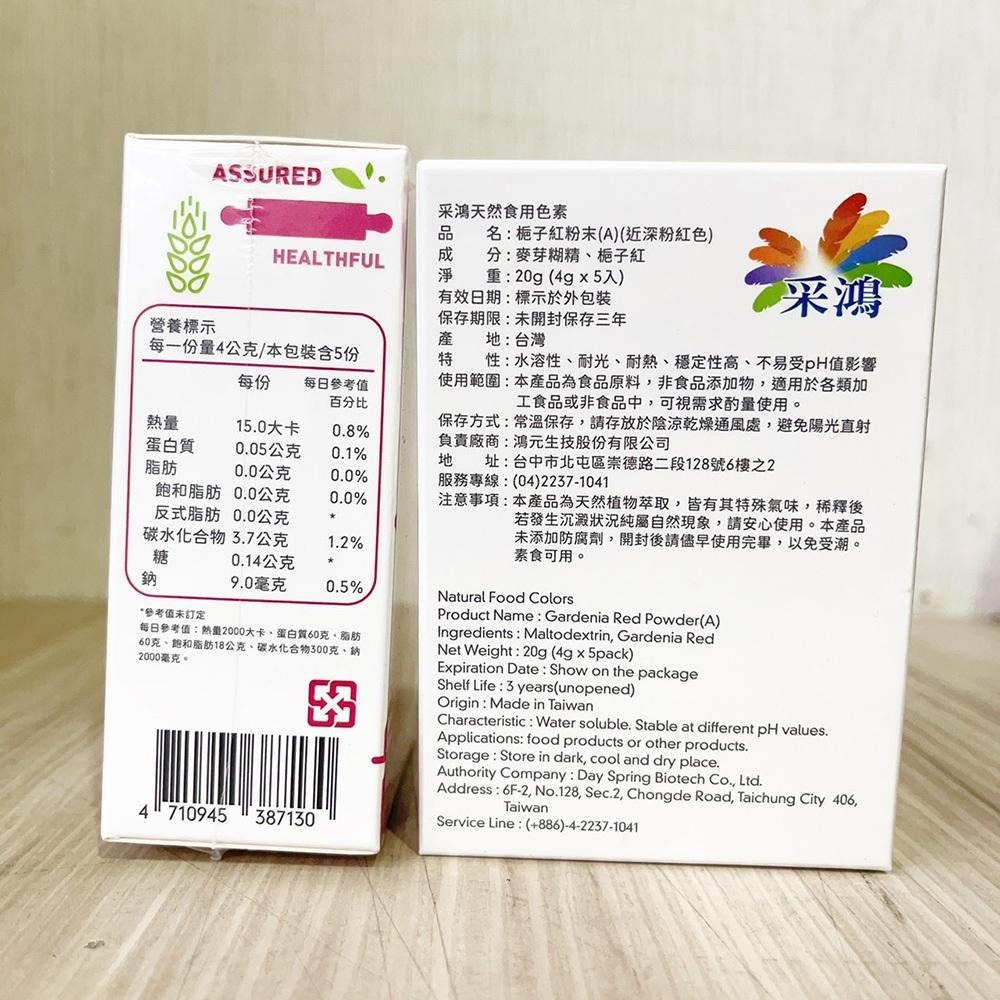 ASSURED
HEALTHFUL
營養標示
每一份量4公克/本包裝含5份
每份 每日參考值
百分比
熱量 15.0大卡 0.8%
蛋白質 0.05公克 0.1%
脂肪 0.0公克 0.0%
飽和脂肪 0.0公克 0.0%
反式脂肪 0.0公克 *
碳水化合物 3.7公克 1.2%
糖 0.14公克 *
鈉 9.0毫克 0.5%
*參考值未訂定
每日參考值：熱量2000大卡、蛋白質60克、脂肪
60克、飽和脂肪18公克、碳水化合物300克、鈉
2000毫克。
4 710945 387130
采鴻
采鴻天然食用色素
品 名：梔子紅粉末(A)(近深粉紅色)
成 分：麥芽糊精、梔子紅
淨 重：20g (4g x 5入)
有效日期：標示於外包裝
保存期限：未開封保存三年
產 地：台灣
特 性：水溶性、耐光、耐熱、穩定性高、不易受pH值影響
使用範圍：本產品為食品原料，非食品添加物，適用於各類加
工食品或非食品中，可視需求酌量使用。
保存方式：常溫保存，請存放於陰涼乾燥通風處，避免陽光直射
負責廠商：鴻元生技股份有限公司
地 址：台中市北屯區崇德路二段128號6樓之2
服務專線：(04)2237-1041
注意事項：本產品為天然植物萃取，皆有其特殊氣味，稀釋後
若發生沉澱狀況純屬自然現象，請安心使用。本產品
未添加防腐劑，開封後請儘早使用完畢，以免受潮。
素食可用。
Natural Food Colors
Product Name : Gardenia Red Powder(A)
Ingredients : Maltodextrin, Gardenia Red
Net Weight : 20g (4g x 5pack)
Expiration Date : Show on the package
Shelf Life : 3 years(unopened)
Origin : Made in Taiwan
Characteristic : Water soluble. Stable at different pH values.
Applications: food products or other products.
Storage : Store in dark, cool and dry place.
Authority Company : Day Spring Biotech Co., Ltd.
Address : 6F-2, No.128, Sec.2, Chongde Road, Taichung City 406,
Taiwan
Service Line : (+886)-4-2237-1041